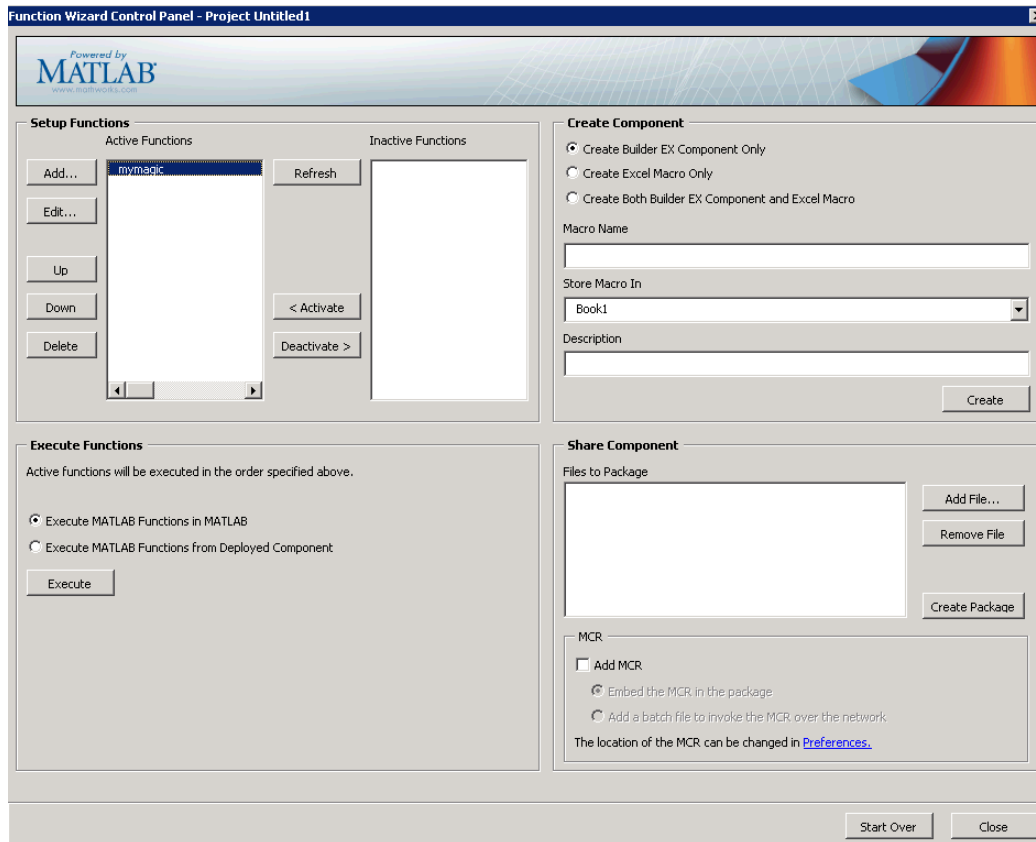 Function Wizard Control Panel - Project Untitled1
Powered by
MATLAB
www.mathworks.com
Setup Functions
Active Functions
Inactive Functions
Add...
mymagic
Refresh
Edit...
Up
Down
< Activate
Delete
Deactivate >
Create Component
Create Builder EX Component Only
Create Excel Macro Only
Create Both Builder EX Component and Excel Macro
Macro Name
Store Macro In
Book1
Description
Create
Execute Functions
Active functions will be executed in the order specified above.
Execute MATLAB Functions in MATLAB
Execute MATLAB Functions from Deployed Component
Execute
Share Component
Files to Package
Add File...
Remove File
Create Package
MCR
Add MCR
Embed the MCR in the package
Add a batch file to invoke the MCR over the network
The location of the MCR can be changed in Preferences.
Start Over
Close